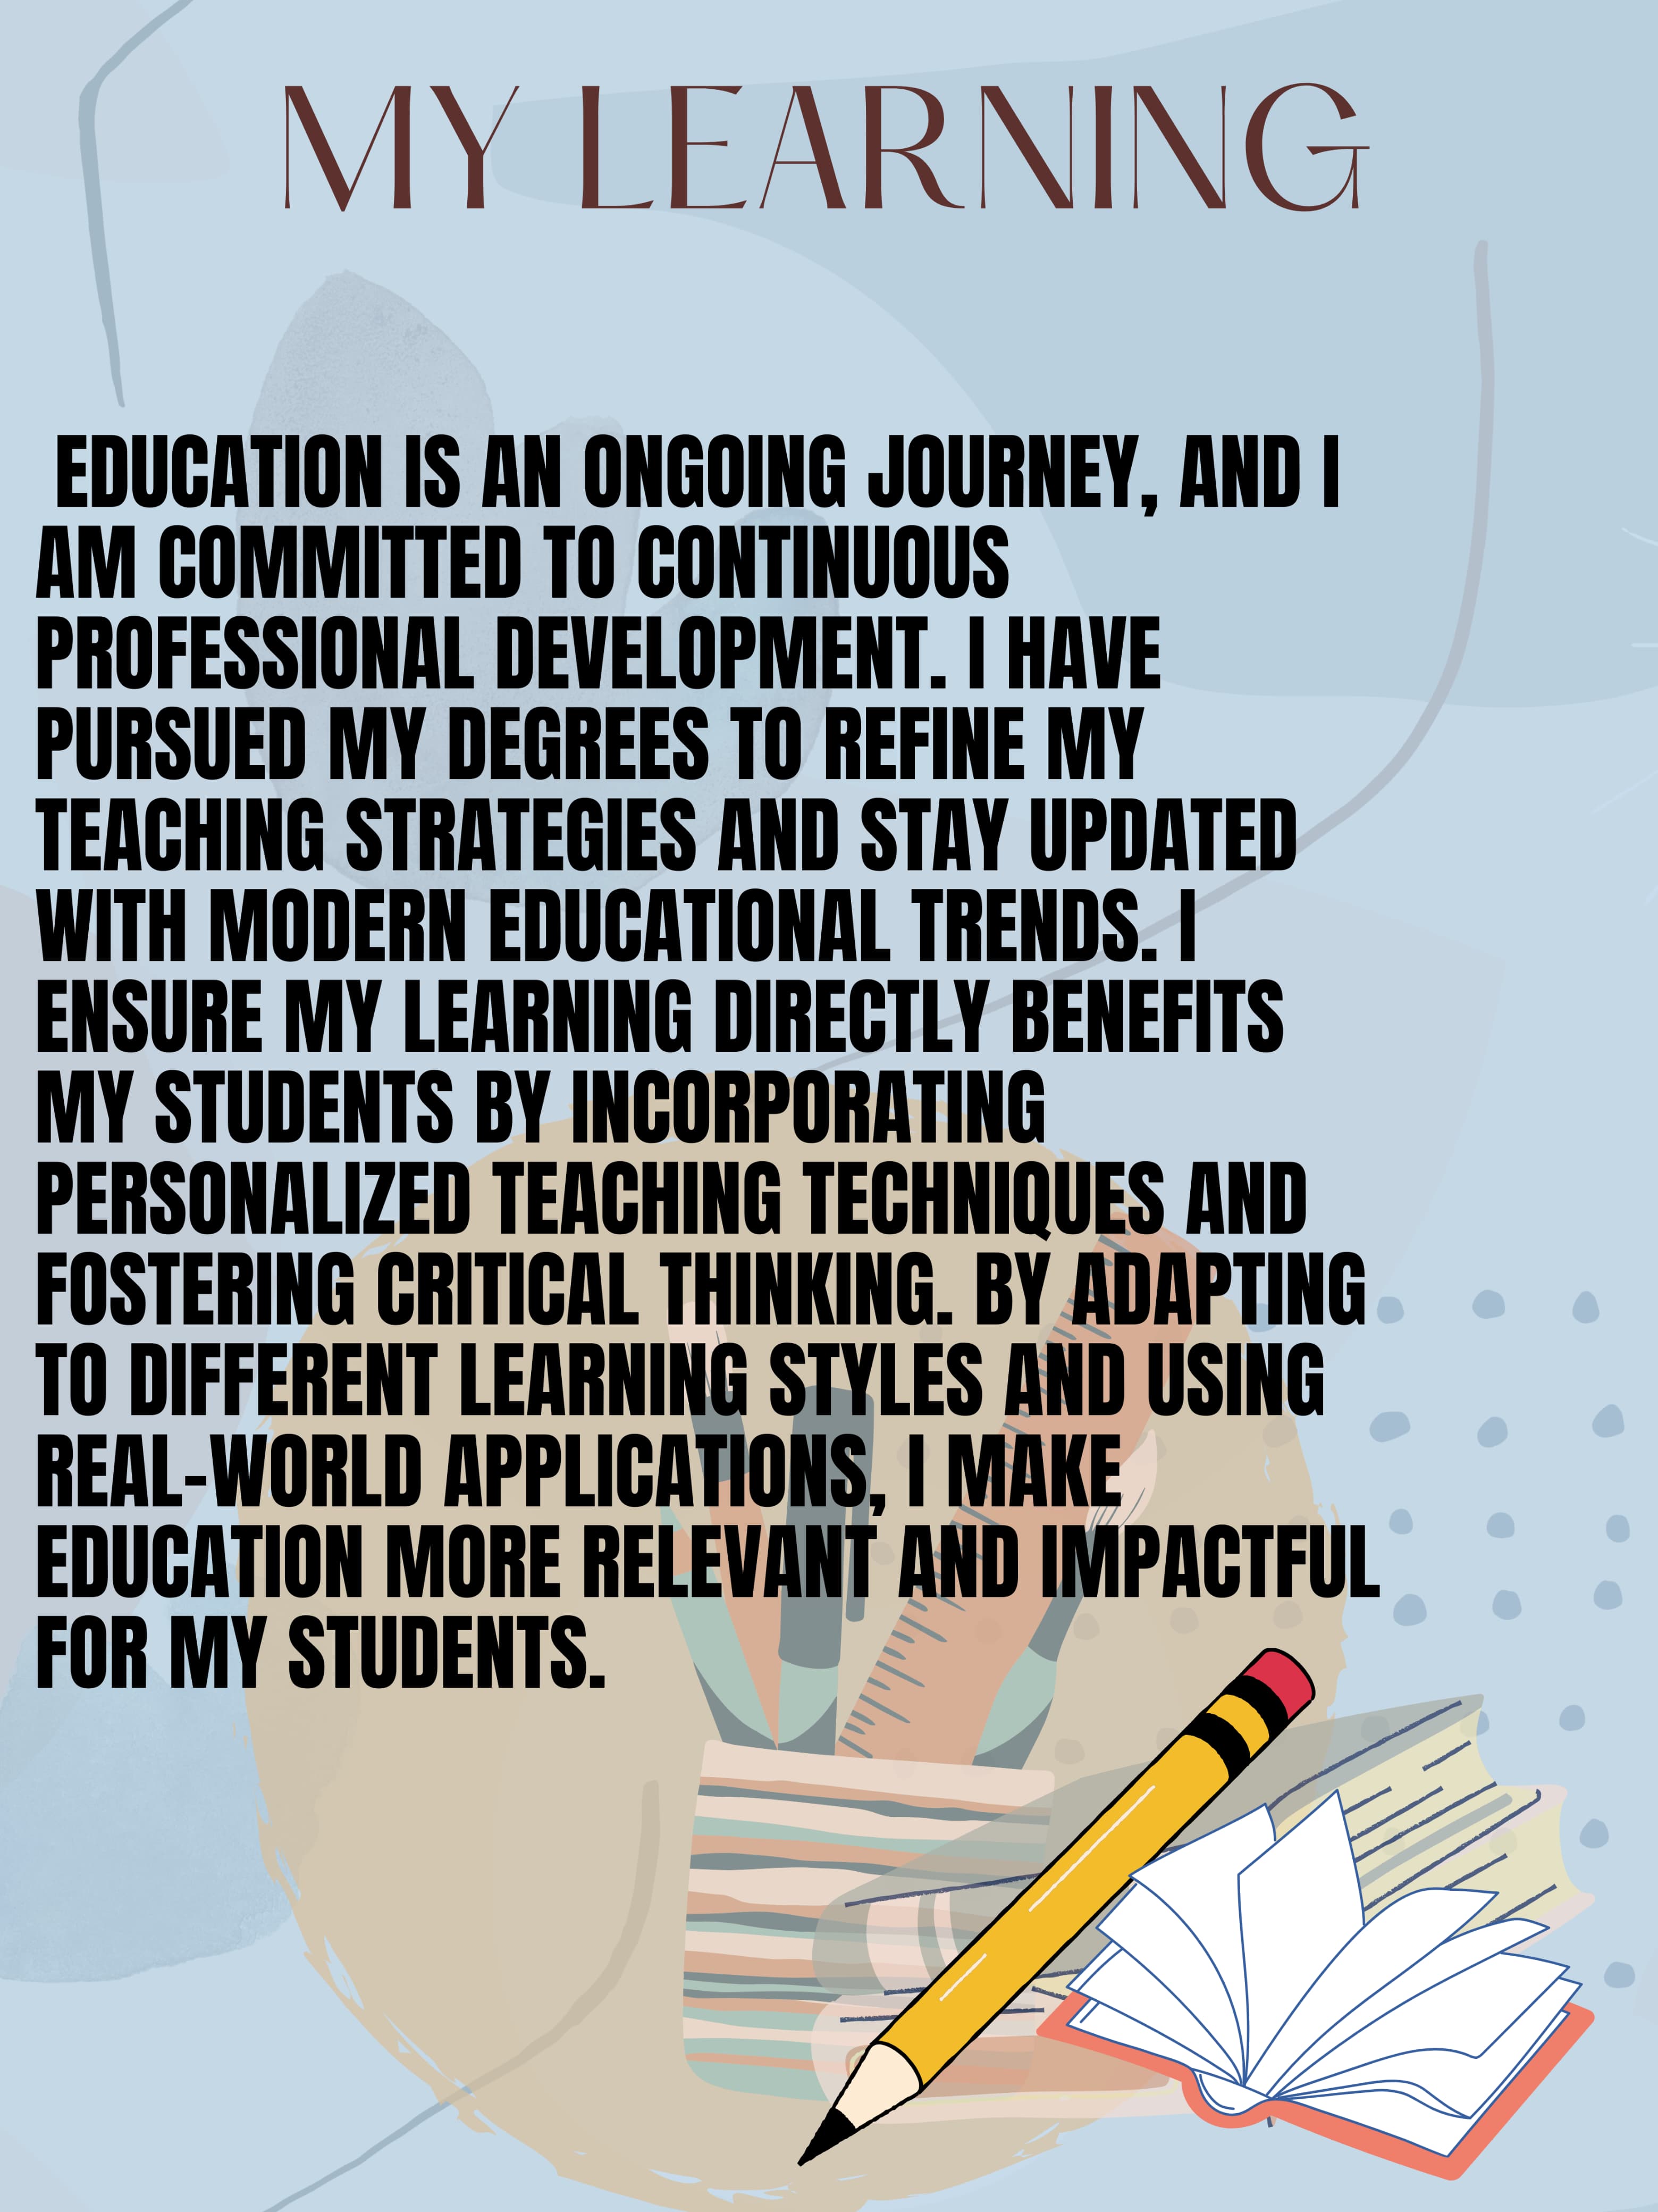 MY LEARNING
EDUCATION IS AN ONGOING JOURNEY, AND I
AM COMMITTED TO CONTINUOUS
PROFESSIONAL DEVELOPMENT. I HAVE
PURSUED MY DEGREES TO REFINE MY
TEACHING STRATEGIES AND STAY UPDATED
WITH MODERN EDUCATIONAL TRENDS. I
ENSURE MY LEARNING DIRECTLY BENEFITS
MY STUDENTS BY INCORPORATING
PERSONALIZED TEACHING TECHNIQUES AND
FOSTERING CRITICAL THINKING. BY ADAPTING
TO DIFFERENT LEARNING STYLES AND USING
REAL-WORLD APPLICATIONS, I MAKE
EDUCATION MORE RELEVANT AND IMPACTFUL
FOR MY STUDENTS.